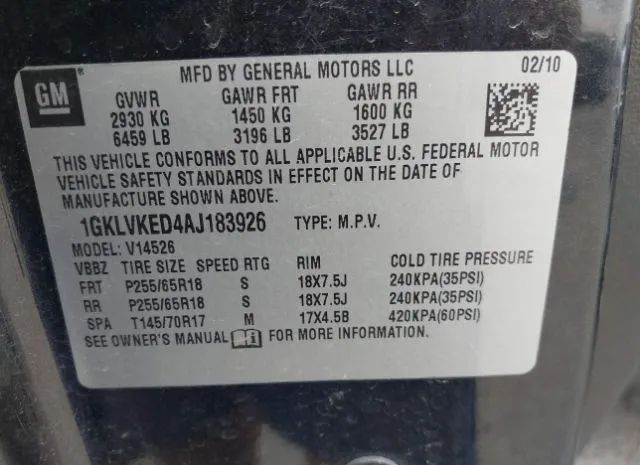 GM ® MFD BY GENERAL MOTORS LLC 02/10
GVWR GAWR FRT GAWR RR
2930 KG 1450 KG 1600 KG
6459 LB 3196 LB 3527 LB
THIS VEHICLE CONFORMS TO ALL APPLICABLE U.S. FEDERAL MOTOR
VEHICLE SAFETY STANDARDS IN EFFECT ON THE DATE OF
MANUFACTURE SHOWN ABOVE.
1GKLVKED4AJ183926 TYPE: M.P.V.
MODEL: V14526
VBBZ TIRE SIZE SPEED RTG RIM COLD TIRE PRESSURE
FRT P255/65R18 S 18X7.5J 240KPA(35PSI)
RR P255/65R18 S 18X7.5J 240KPA(35PSI)
SPA T145/70R17 M 17X4.5B 420KPA(60PSI)
SEE OWNER'S MANUAL FOR MORE INFORMATION.